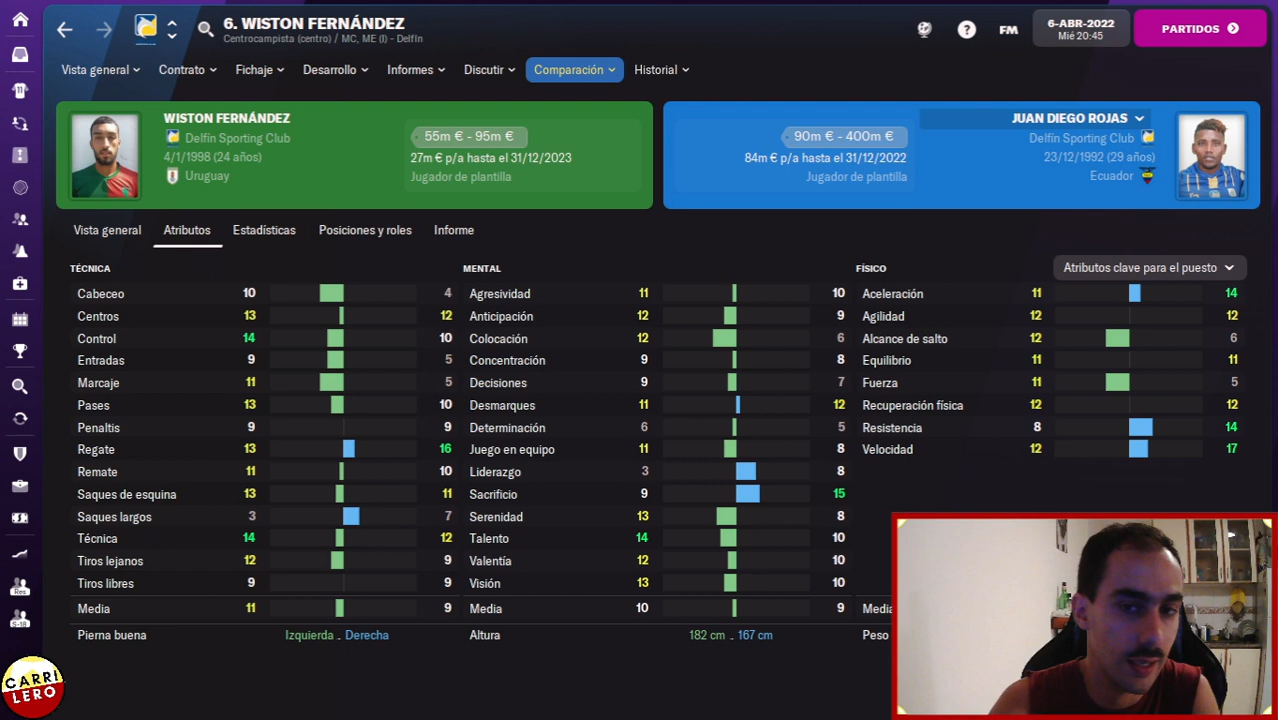 6. WISTON FERNÁNDEZ
Centrocampista (centro) / MC, ME (I) - Delfín
FM
6-ABR-2022
Mié 20:45
PARTIDOS
Vista general
Contrato
Fichaje
Desarrollo
Informes
Discutir
Comparación
Historial
WISTON FERNÁNDEZ
Delfín Sporting Club
4/1/1998 (24 años)
Uruguay
55m € - 95m €
27m € p/a hasta el 31/12/2023
Jugador de plantilla
90m € - 400m €
84m € p/a hasta el 31/12/2022
Jugador de plantilla
JUAN DIEGO ROJAS
Delfín Sporting Club
23/12/1992 (29 años)
Ecuador
Vista general
Atributos
Estadísticas
Posiciones y roles
Informe
Atributos clave para el puesto
TÉCNICA
Cabeceo 10 4
Centros 13 12
Control 14 10
Entradas 9 5
Marcaje 11 5
Pases 13 10
Penaltis 9 9
Regate 13 16
Remate 11 10
Saques de esquina 13 11
Saques largos 3 7
Técnica 14 12
Tiros lejanos 12 9
Tiros libres 9 9
Media 11 9
Pierna buena Izquierda - Derecha
MENTAL
Agresividad 11 10
Anticipación 12 9
Colocación 12 6
Concentración 9 8
Decisiones 9 7
Desmarques 11 12
Determinación 6 5
Juego en equipo 11 8
Liderazgo 3 8
Sacrificio 9 15
Serenidad 13 8
Talento 14 10
Valentía 12 10
Visión 13 10
Media 10 9
Altura 182 cm - 167 cm
FÍSICO
Aceleración 11 14
Agilidad 12 12
Alcance de salto 12 6
Equilibrio 11 11
Fuerza 11 5
Recuperación física 12 12
Resistencia 8 14
Velocidad 12 17
Media
Peso
Res
S-18
CARRI
LERO